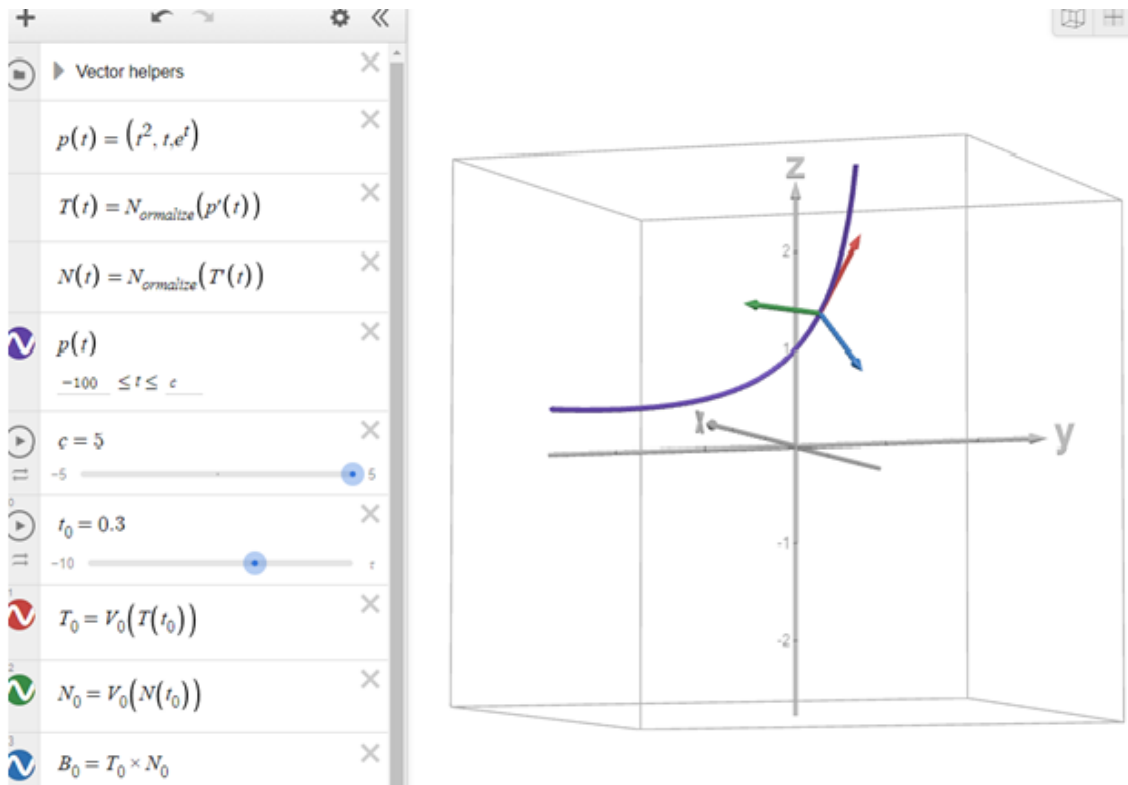 Vector helpers
p(t) = (t², t,eᵗ)
T(t) = N_ormalize(p'(t))
N(t) = N_ormalize(T'(t))
p(t)
-100 ≤ t ≤ c
c = 5
-5 5
t₀ = 0.3
-10 t
T₀ = V₀(T(t₀))
N₀ = V₀(N(t₀))
B₀ = T₀ × N₀
z
2
1
x
y
-1
-2